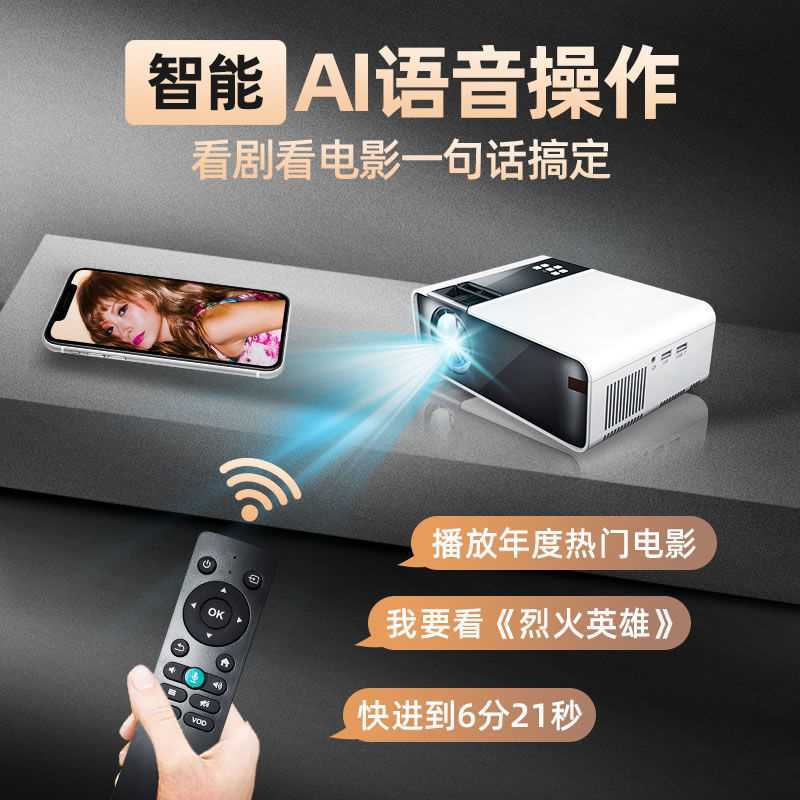 智能 AI语音操作
看剧看电影一句话搞定
播放年度热门电影
我要看《烈火英雄》
快进到6分21秒
OK
VOD